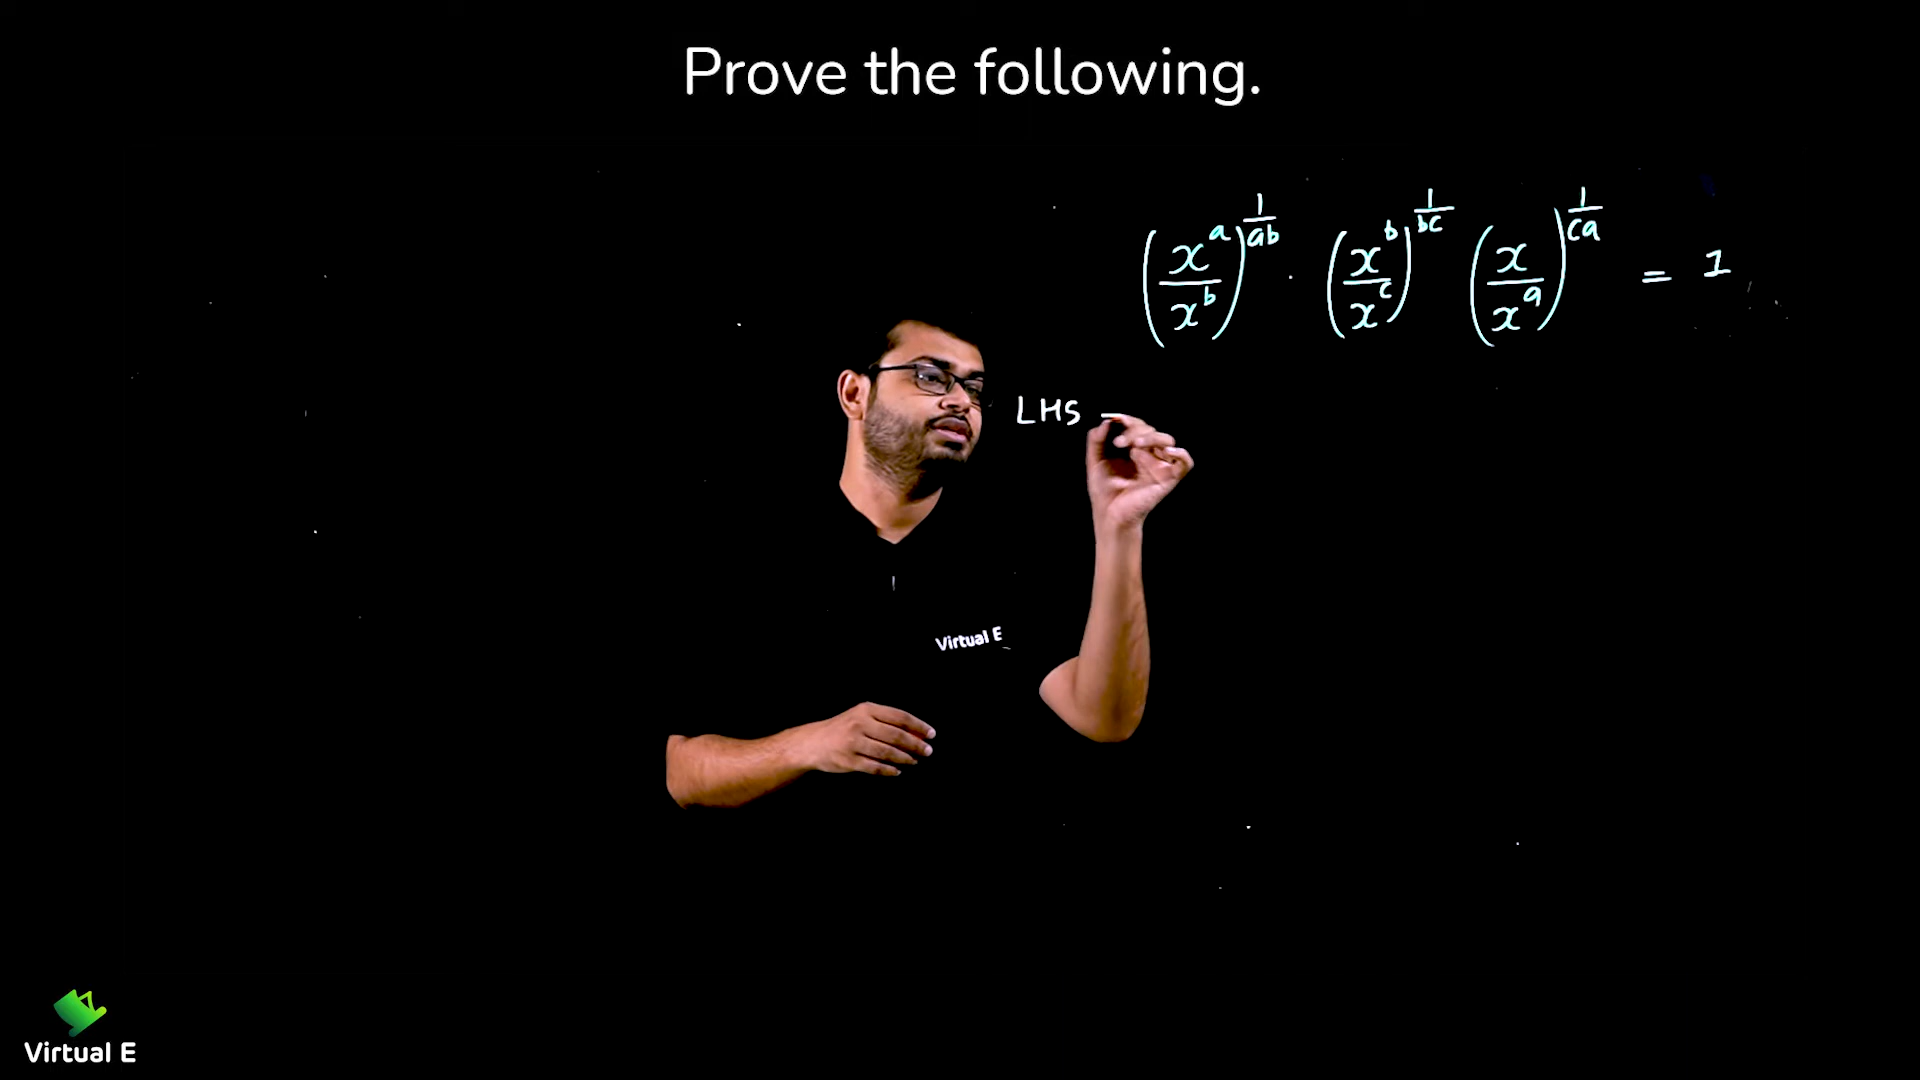 Prove the following.
(x^a/x^b)^(1/ab) · (x^b/x^c)^(1/bc) (x/x^a)^(1/ca) = 1
LHS =
Virtual E
Virtual E